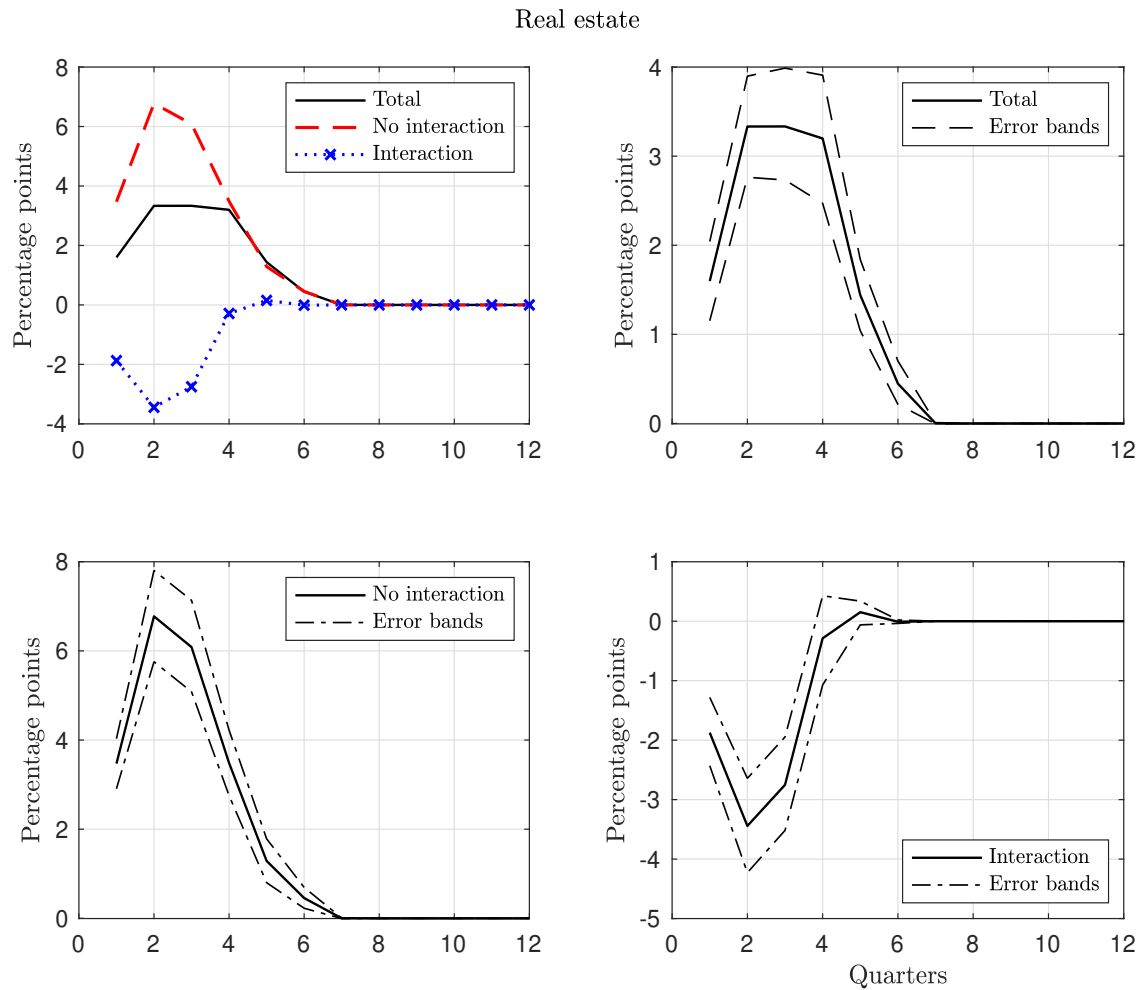 Real estate
Percentage points
8
6
4
2
0
-2
-4
0 2 4 6 8 10 12
Total
No interaction
Interaction
Percentage points
4
3
2
1
0
0 2 4 6 8 10 12
Total
Error bands
Percentage points
8
6
4
2
0
0 2 4 6 8 10 12
No interaction
Error bands
Percentage points
1
0
-1
-2
-3
-4
-5
0 2 4 6 8 10 12
Interaction
Error bands
Quarters